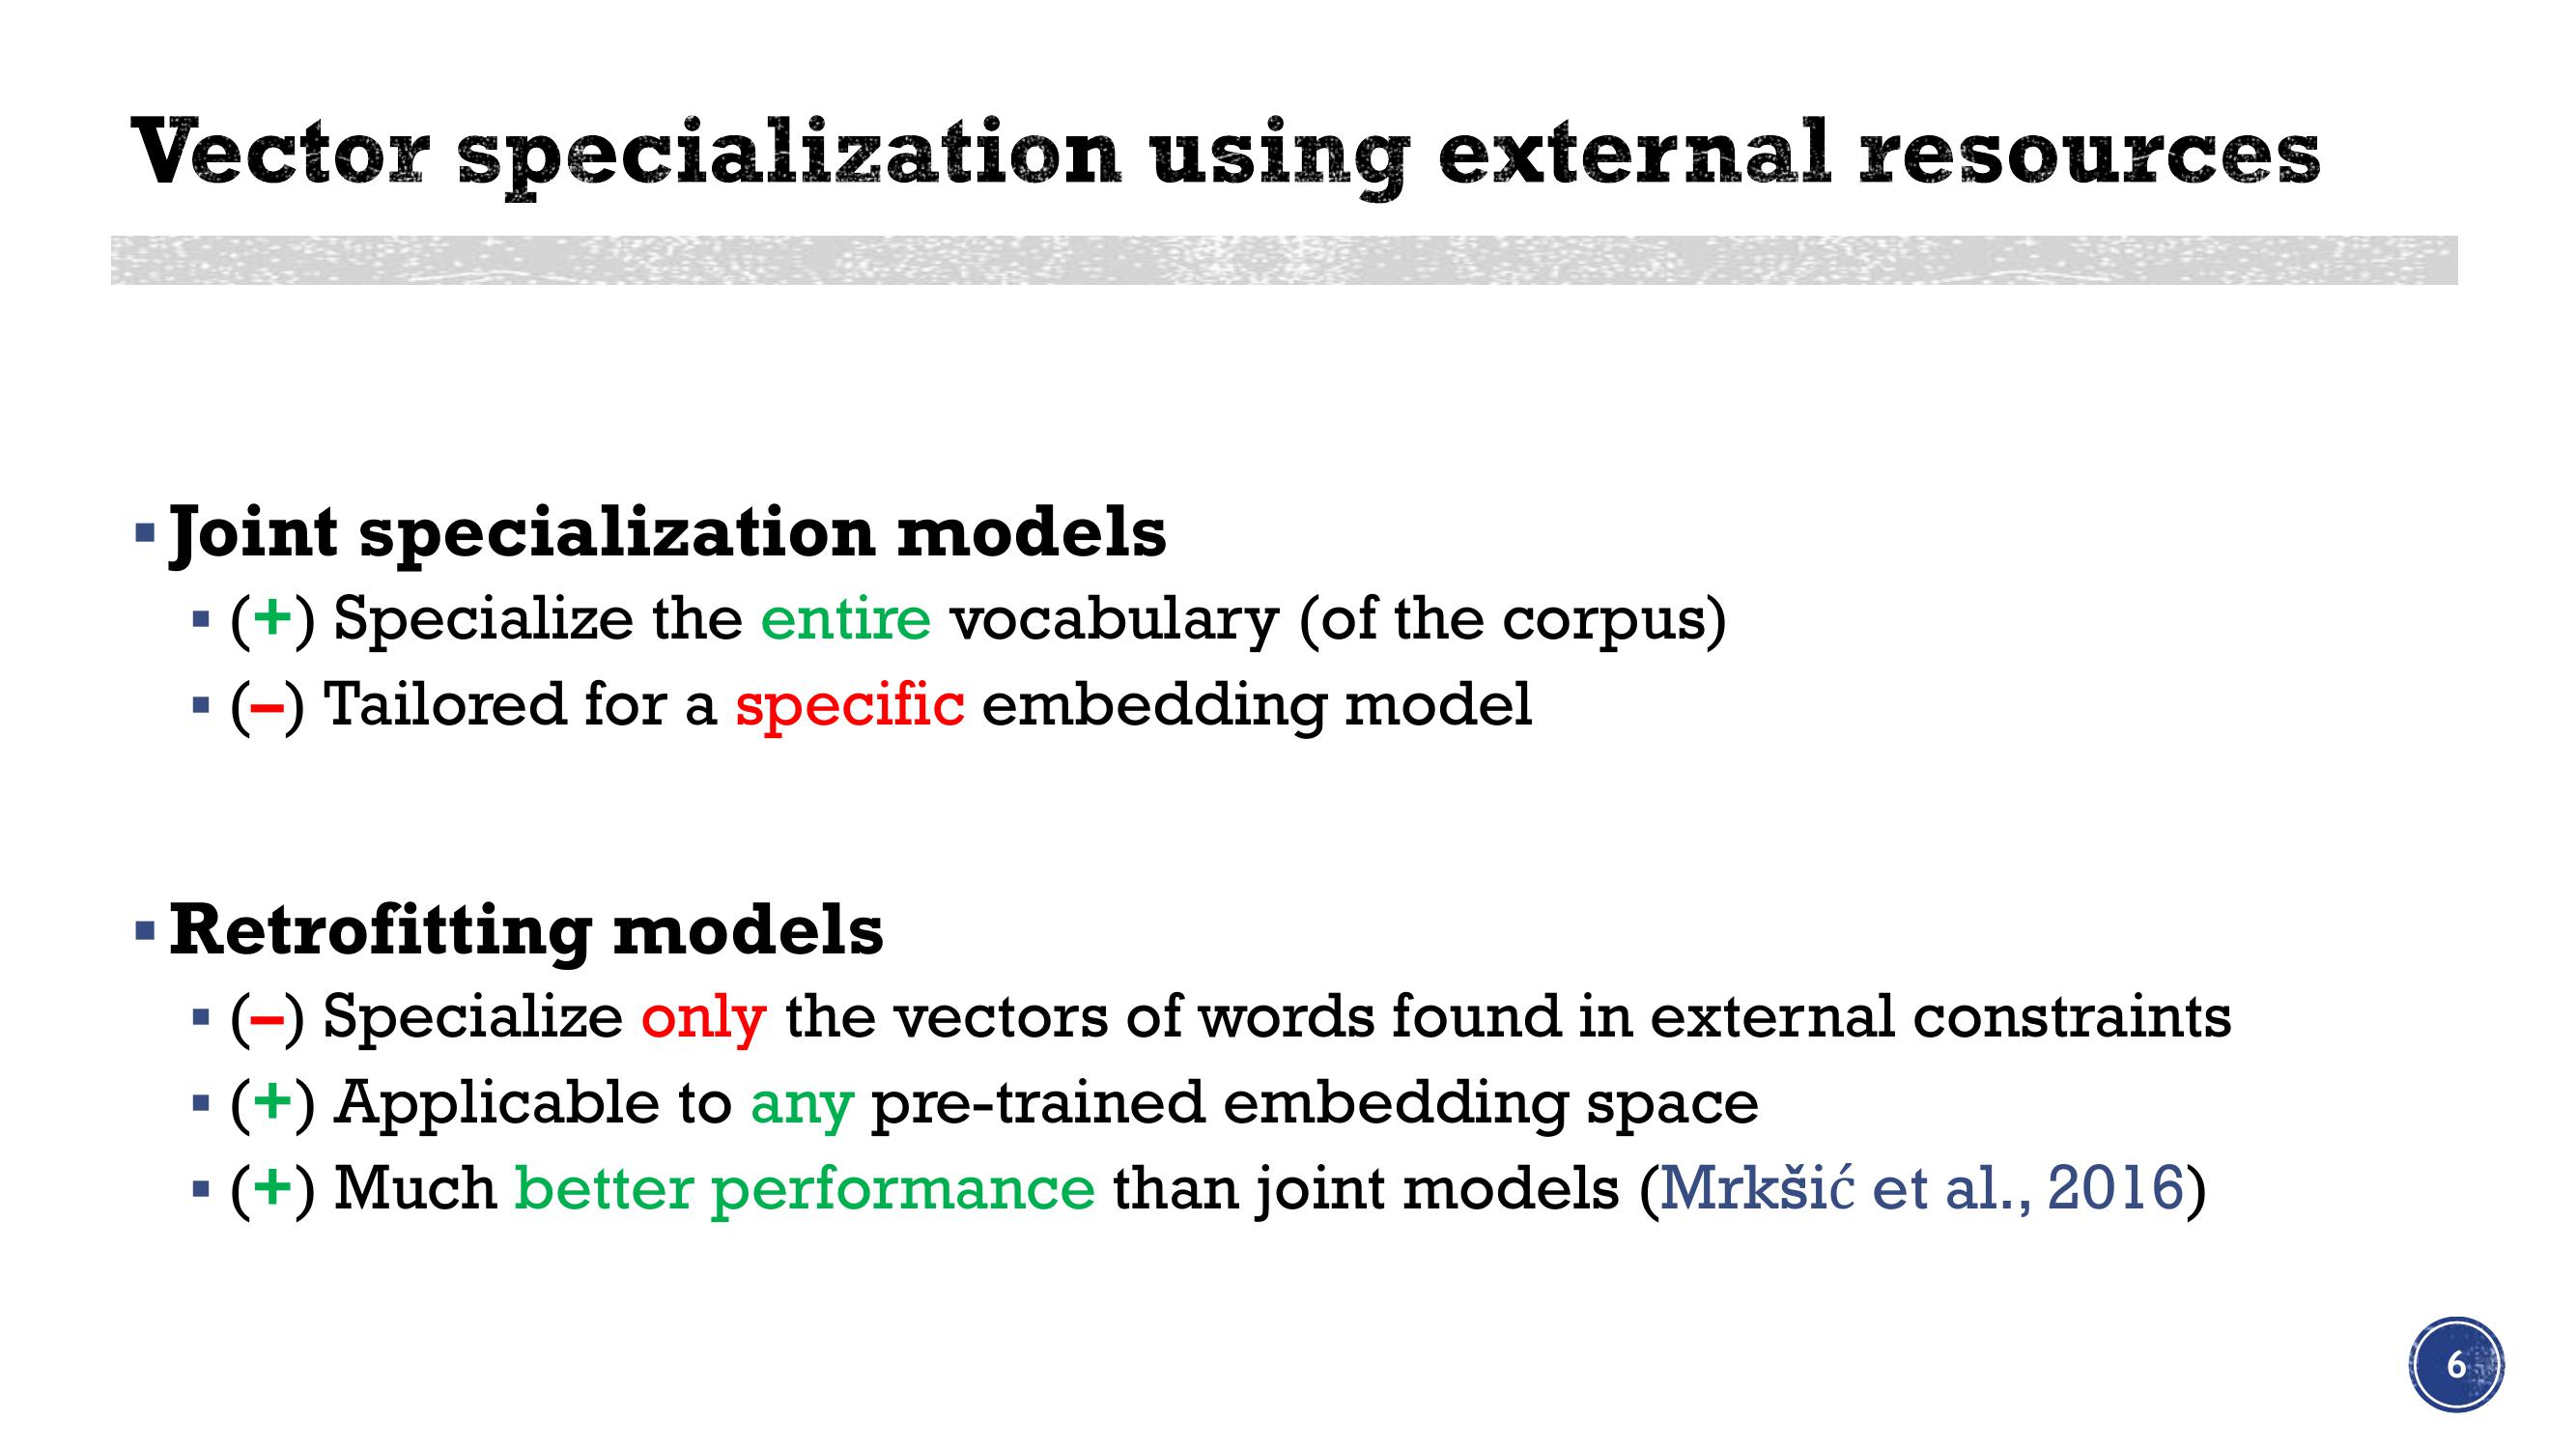 Vector specialization using external resources
▪ Joint specialization models
▪ (+) Specialize the entire vocabulary (of the corpus)
▪ (–) Tailored for a specific embedding model
▪ Retrofitting models
▪ (–) Specialize only the vectors of words found in external constraints
▪ (+) Applicable to any pre-trained embedding space
▪ (+) Much better performance than joint models (Mrkšić et al., 2016)
6